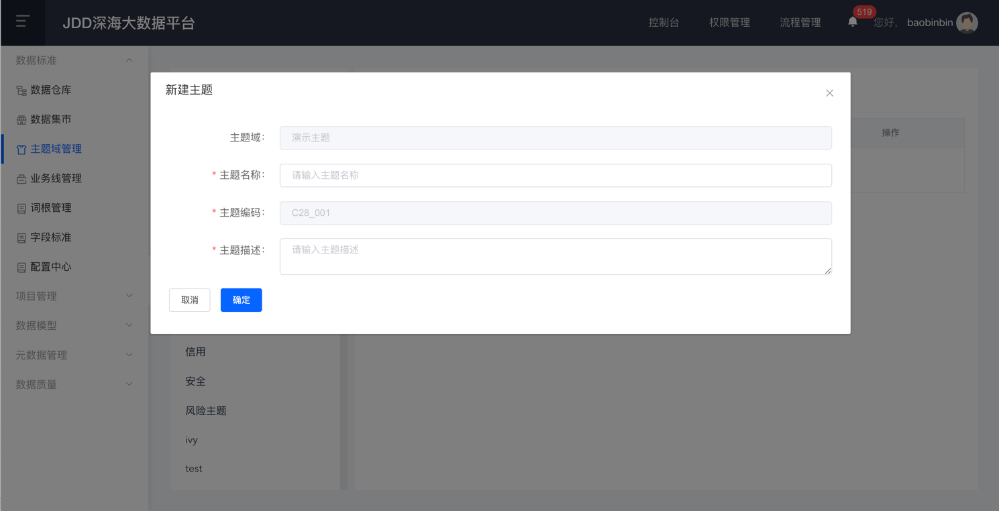 JDD深海大数据平台
控制台
权限管理
流程管理
519
您好,
baobinbin
数据标准
数据仓库
数据集市
主题域管理
业务线管理
词根管理
字段标准
配置中心
项目管理
数据模型
元数据管理
数据质量
新建主题
主题域:
演示主题
* 主题名称:
请输入主题名称
* 主题编码:
C28_001
* 主题描述:
请输入主题描述
取消
确定
操作
信用
安全
风险主题
ivy
test